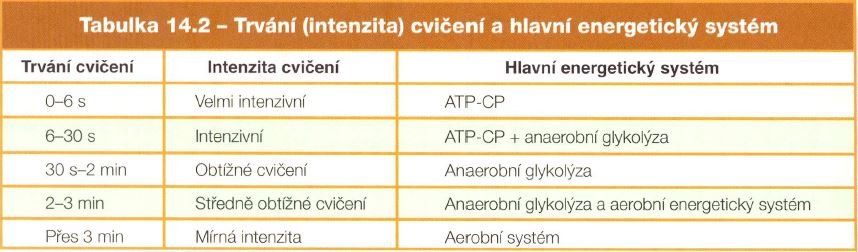 Tabulka 14.2 – Trvání (intenzita) cvičení a hlavní energetický systém
Trvání cvičení Intenzita cvičení Hlavní energetický systém
0–6 s Velmi intenzivní ATP-CP
6–30 s Intenzivní ATP-CP + anaerobní glykolýza
30 s–2 min Obtížné cvičení Anaerobní glykolýza
2–3 min Středně obtížné cvičení Anaerobní glykolýza a aerobní energetický systém
Přes 3 min Mírná intenzita Aerobní systém